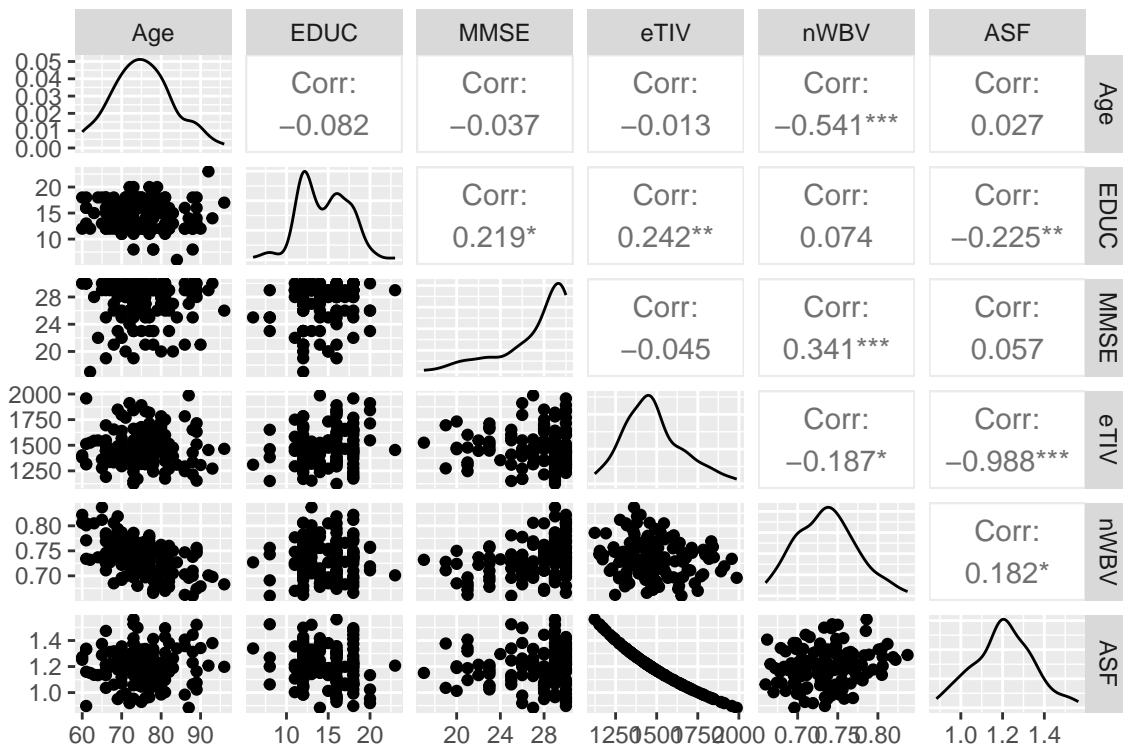 Age EDUC MMSE eTIV nWBV ASF
0.05
0.04
0.03
0.02
0.01
0.00
Corr: Corr: Corr: Corr: Corr:
−0.082 −0.037 −0.013 −0.541*** 0.027
Age
20
15
10
Corr: Corr: Corr: Corr:
0.219* 0.242** 0.074 −0.225**
EDUC
28
24
20
Corr: Corr: Corr:
−0.045 0.341*** 0.057
MMSE
2000
1750
1500
1250
Corr: Corr:
−0.187* −0.988***
eTIV
0.80
0.75
0.70
Corr:
0.182*
nWBV
1.4
1.2
1.0
ASF
60 70 80 90 10 15 20 20 24 28 1250 1500 1750 2000 0.70 0.75 0.80 1.0 1.2 1.4